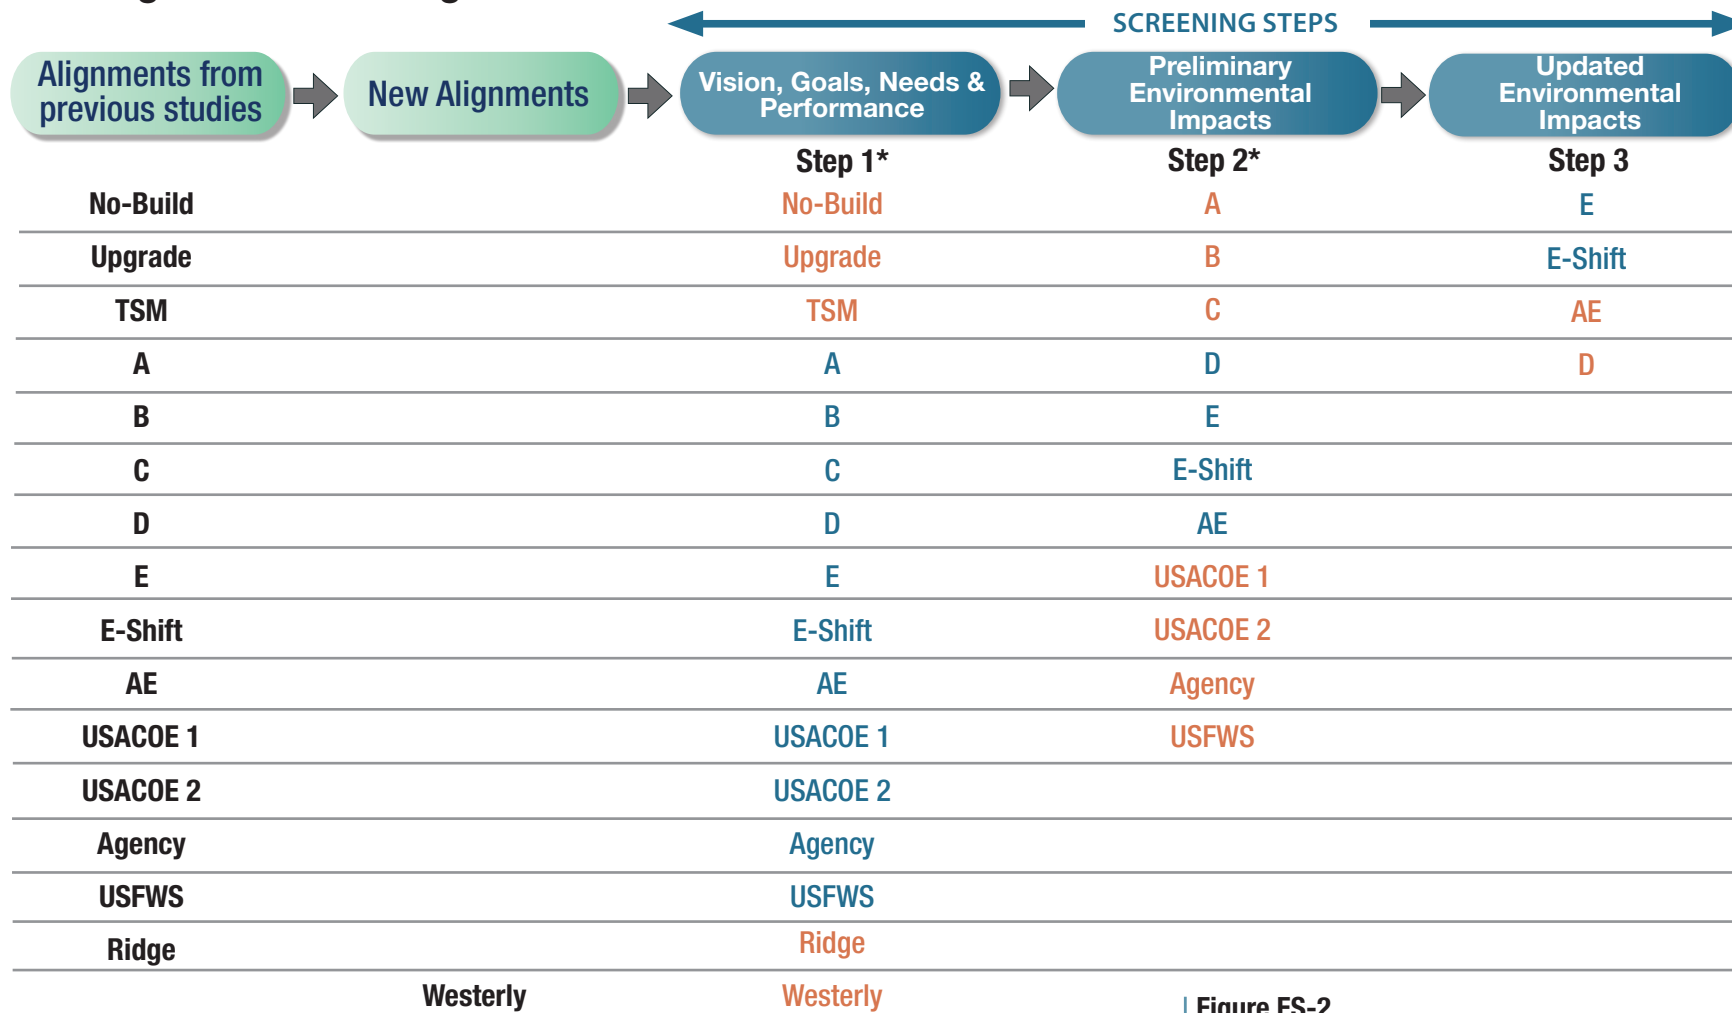 SCREENING STEPS
Alignments from
previous studies
New Alignments
Vision, Goals, Needs &
Performance
Preliminary
Environmental
Impacts
Updated
Environmental
Impacts
Step 1* Step 2* Step 3
No-Build No-Build A E
Upgrade Upgrade B E-Shift
TSM TSM C AE
A A D D
B B E
C C E-Shift
D D AE
E E USACOE 1
E-Shift E-Shift USACOE 2
AE AE Agency
USACOE 1 USACOE 1 USFWS
USACOE 2 USACOE 2
Agency Agency
USFWS USFWS
Ridge Ridge
Westerly Westerly
Figure ES-2